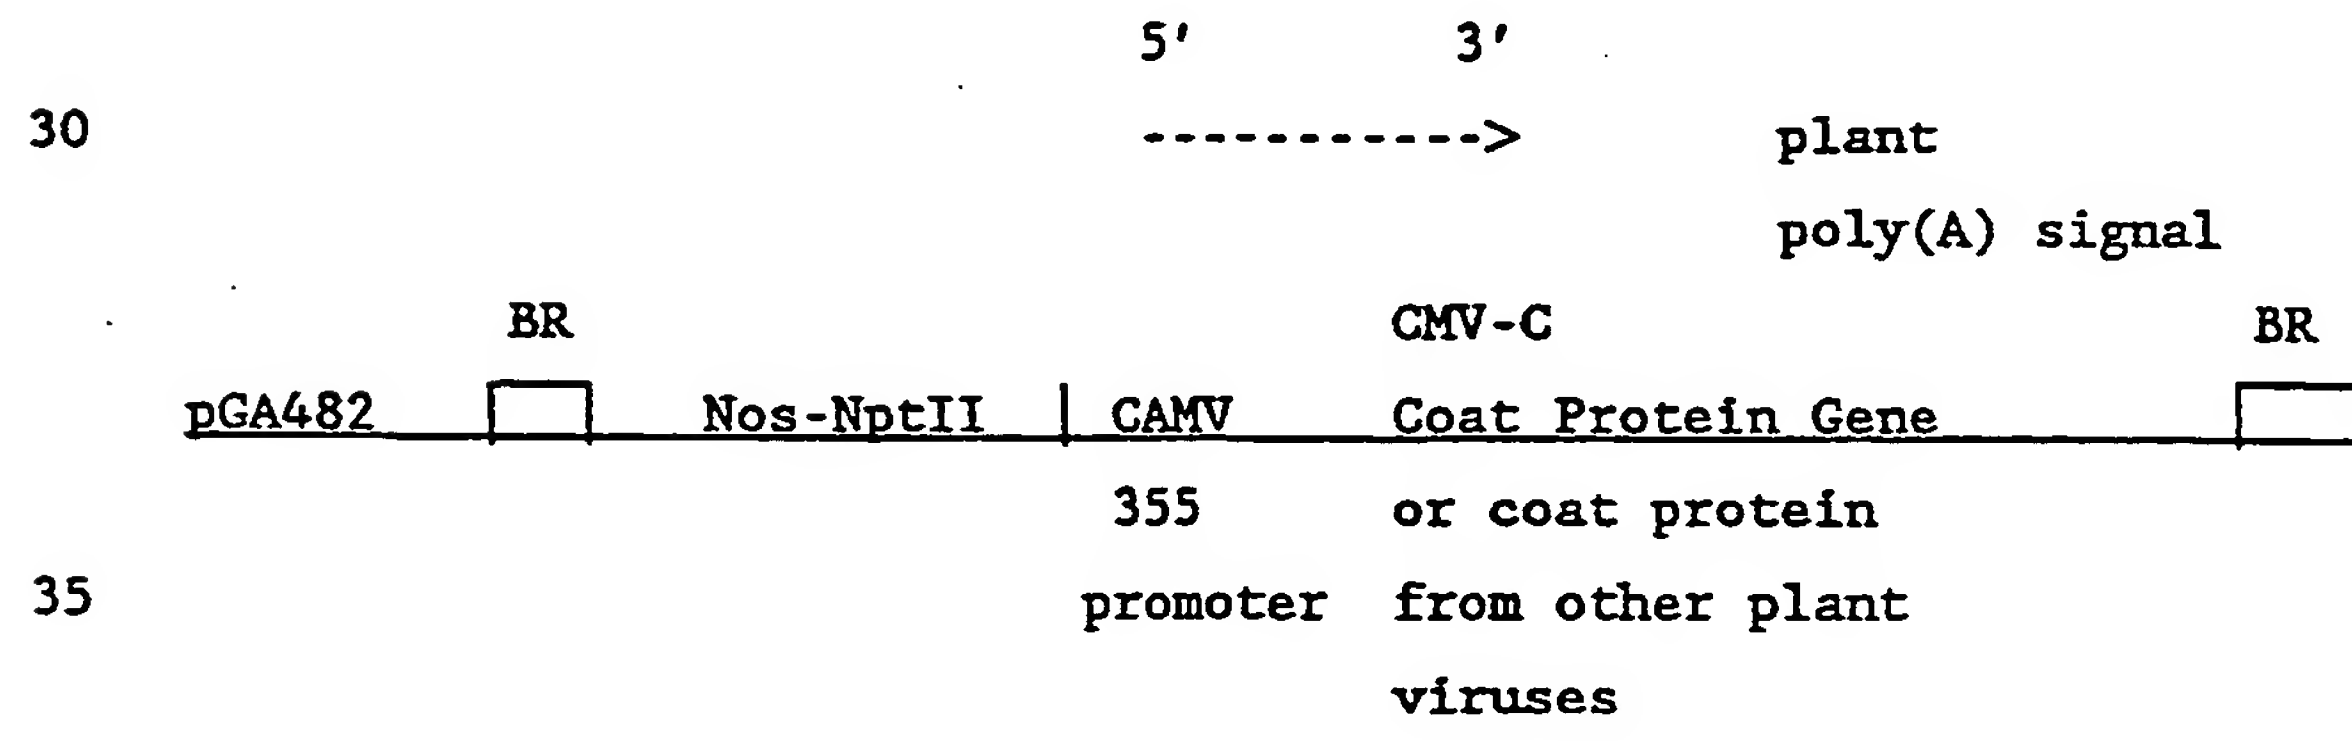 5' 3'
30 -----------> plant
poly(A) signal
BR CMV-C BR
pGA482 Nos-NptII CAMV Coat Protein Gene
355 or coat protein
35 promoter from other plant
viruses